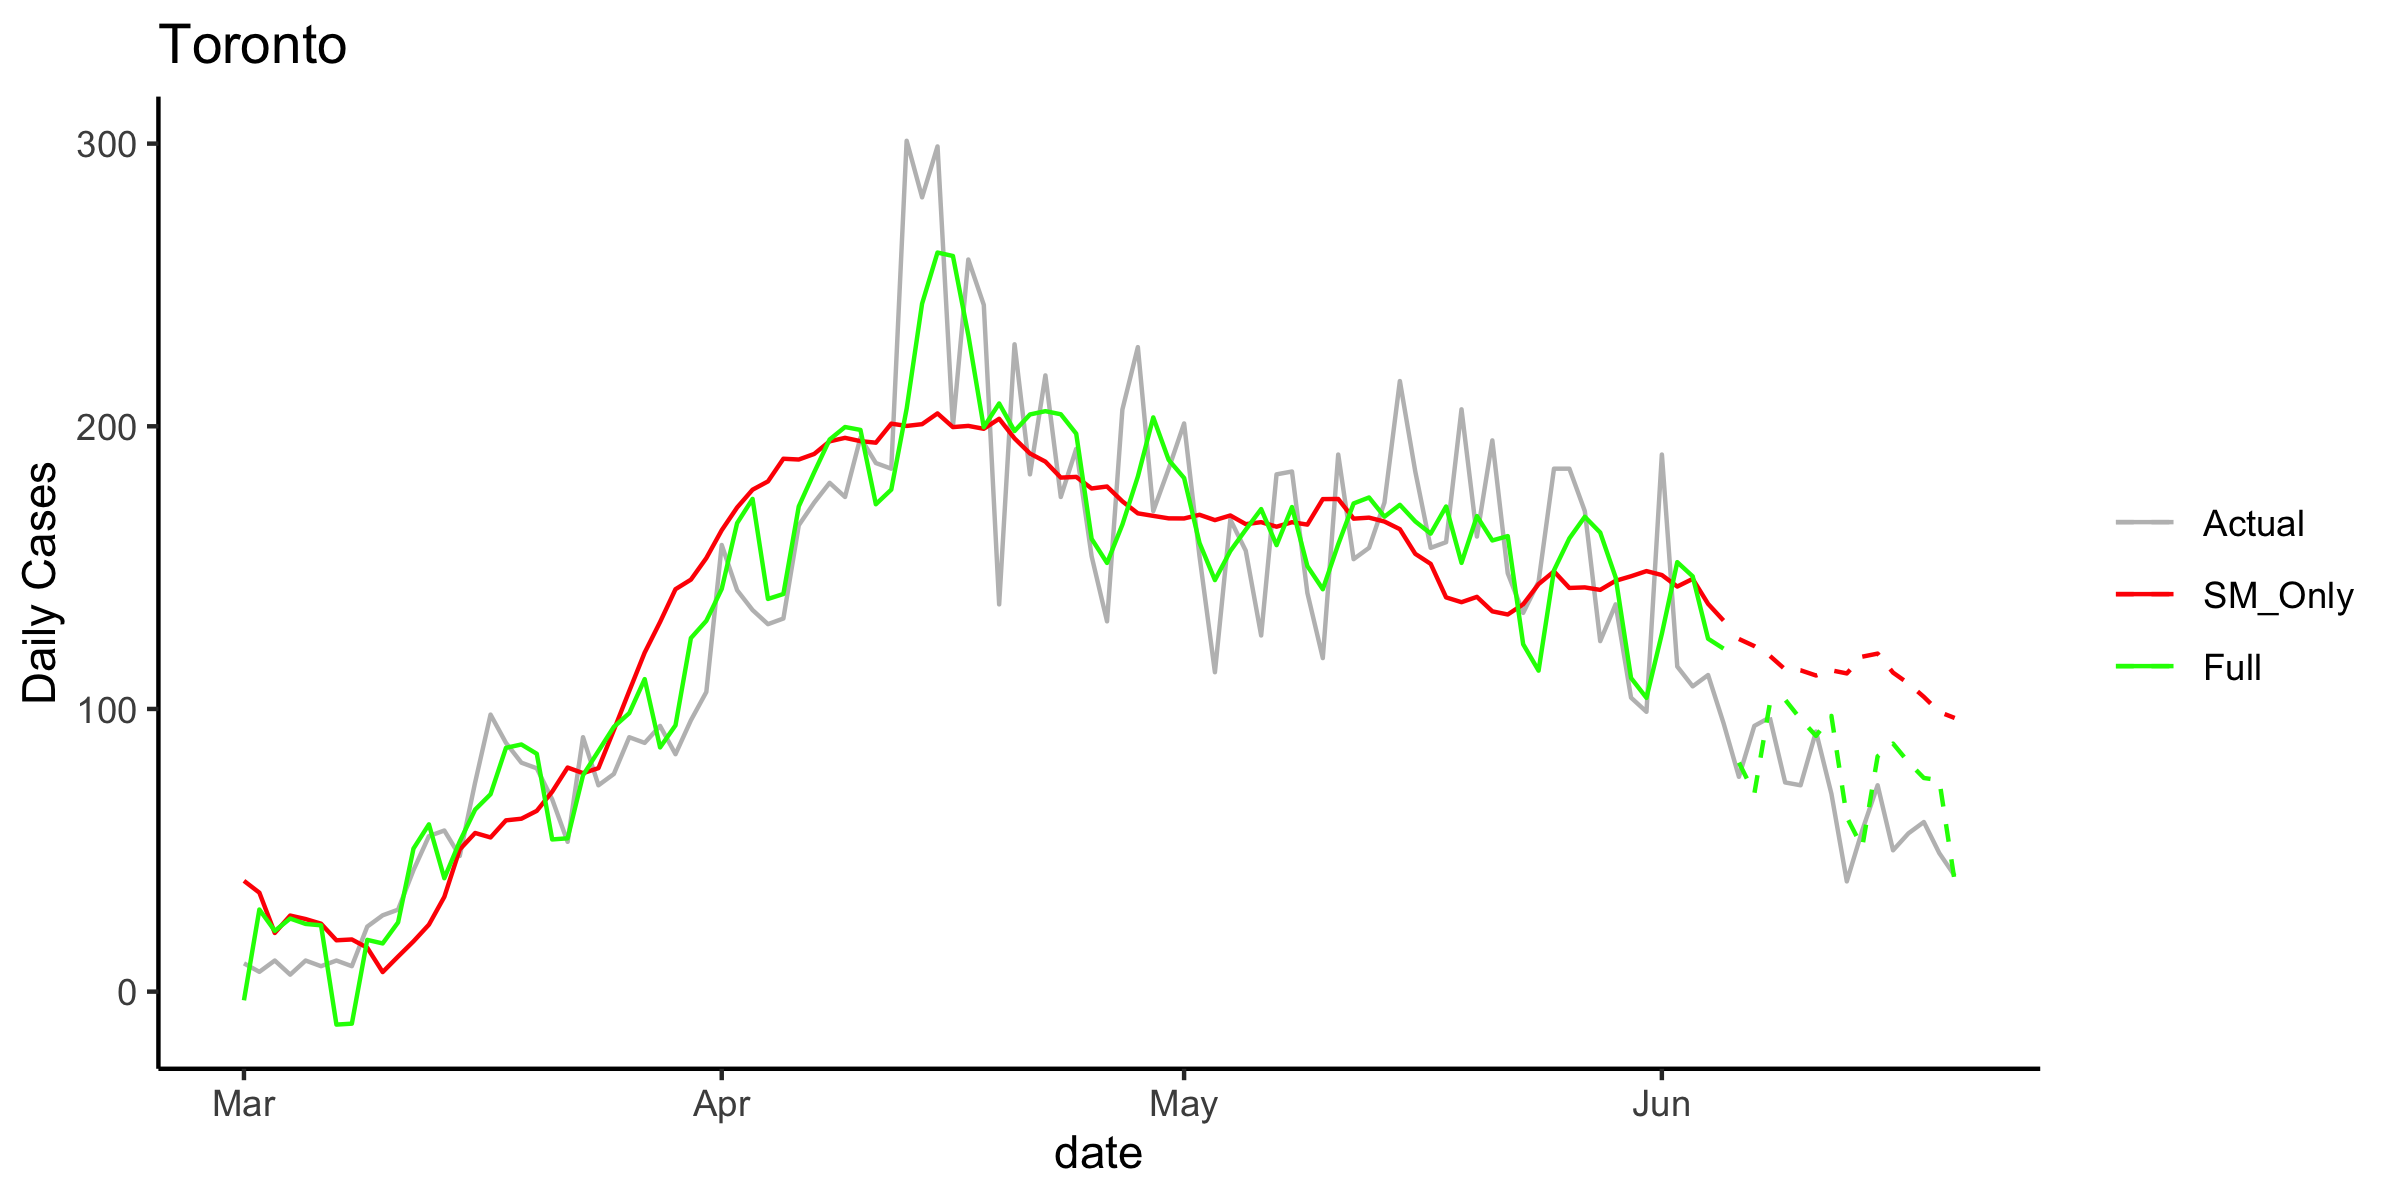 Toronto
300
200
100
0
Daily Cases
Mar Apr May Jun
date
Actual
SM_Only
Full